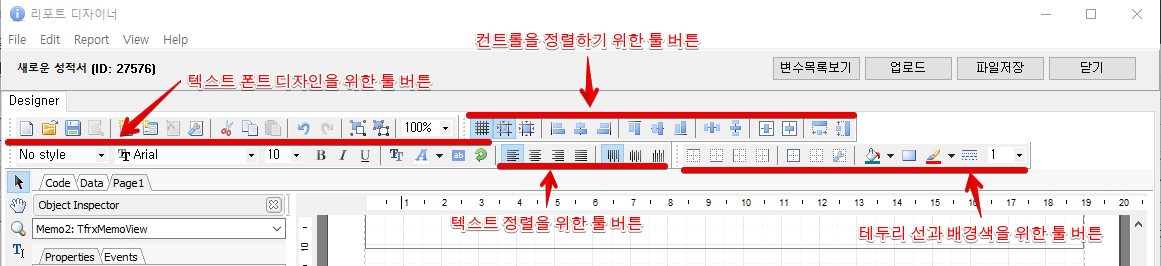 리포트 디자이너
File Edit Report View Help
컨트롤을 정렬하기 위한 툴 버튼
새로운 성적서 (ID: 27576)
변수목록보기 업로드 파일저장 닫기
텍스트 폰트 디자인을 위한 툴 버튼
Designer
100%
No style Arial 10 B I U 1
Code Data Page1
Object Inspector
1 2 3 4 5 6 7 8 9 10 11 12 13 14 15 16 17 18 19 20
텍스트 정렬을 위한 툴 버튼
Memo2: TfrxMemoView
테두리 선과 배경색을 위한 툴 버튼
Properties Events